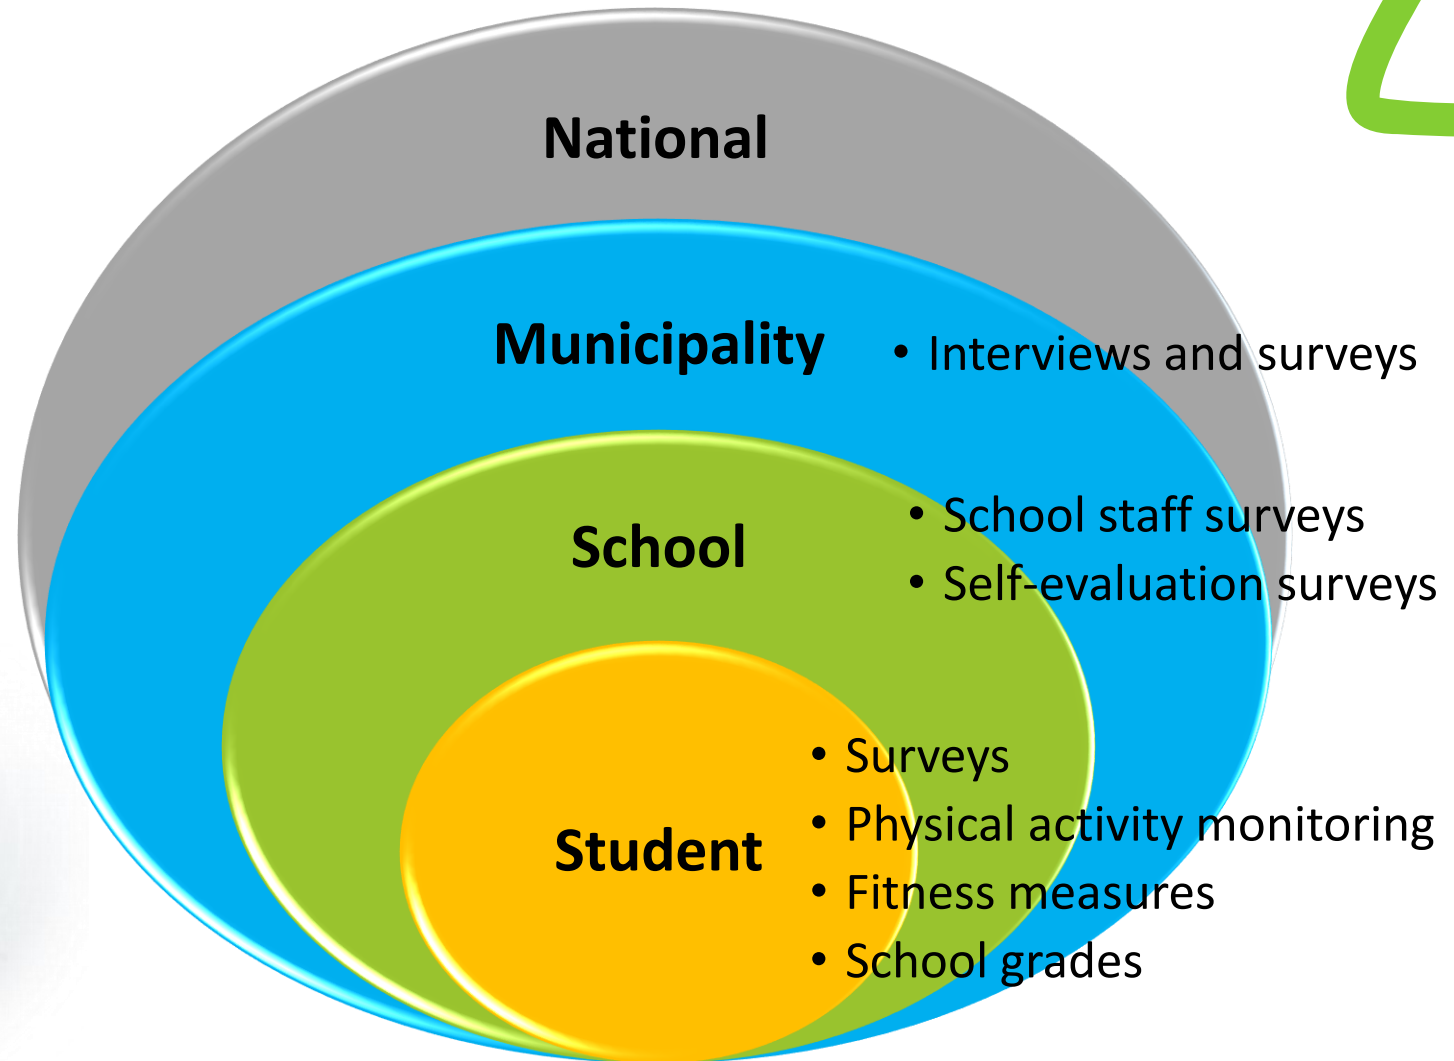 National
Municipality
• Interviews and surveys
School
• School staff surveys
• Self-evaluation surveys
Student
• Surveys
• Physical activity monitoring
• Fitness measures
• School grades